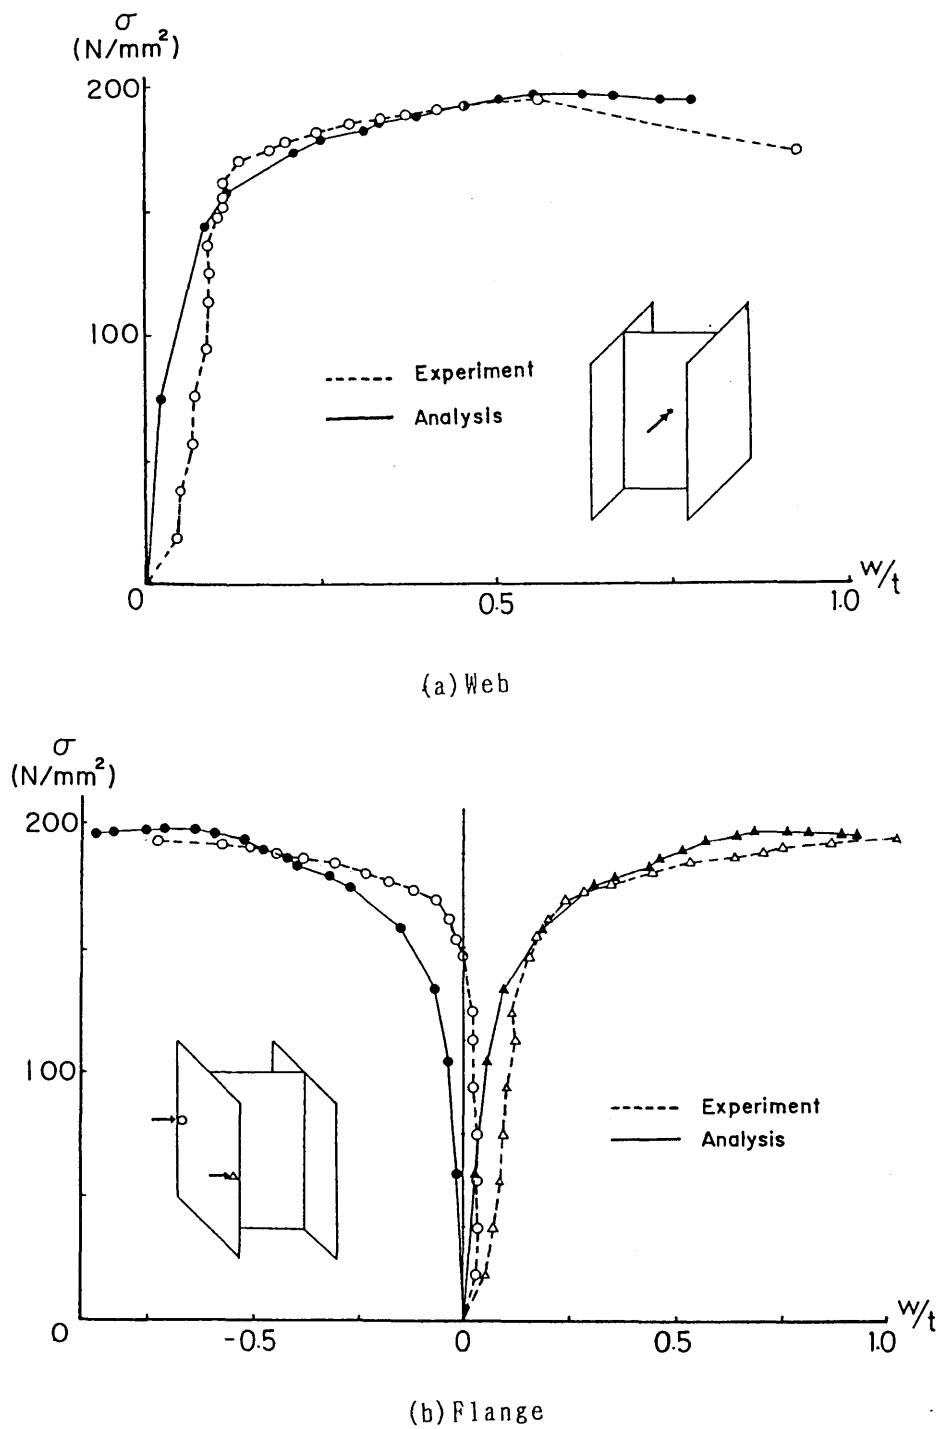 σ
(N/mm²)
200
100
Experiment
Analysis
0
0.5
1.0
w/t
(a) Web
σ
(N/mm²)
200
100
Experiment
Analysis
0
-0.5
0
0.5
1.0
w/t
(b) Flange